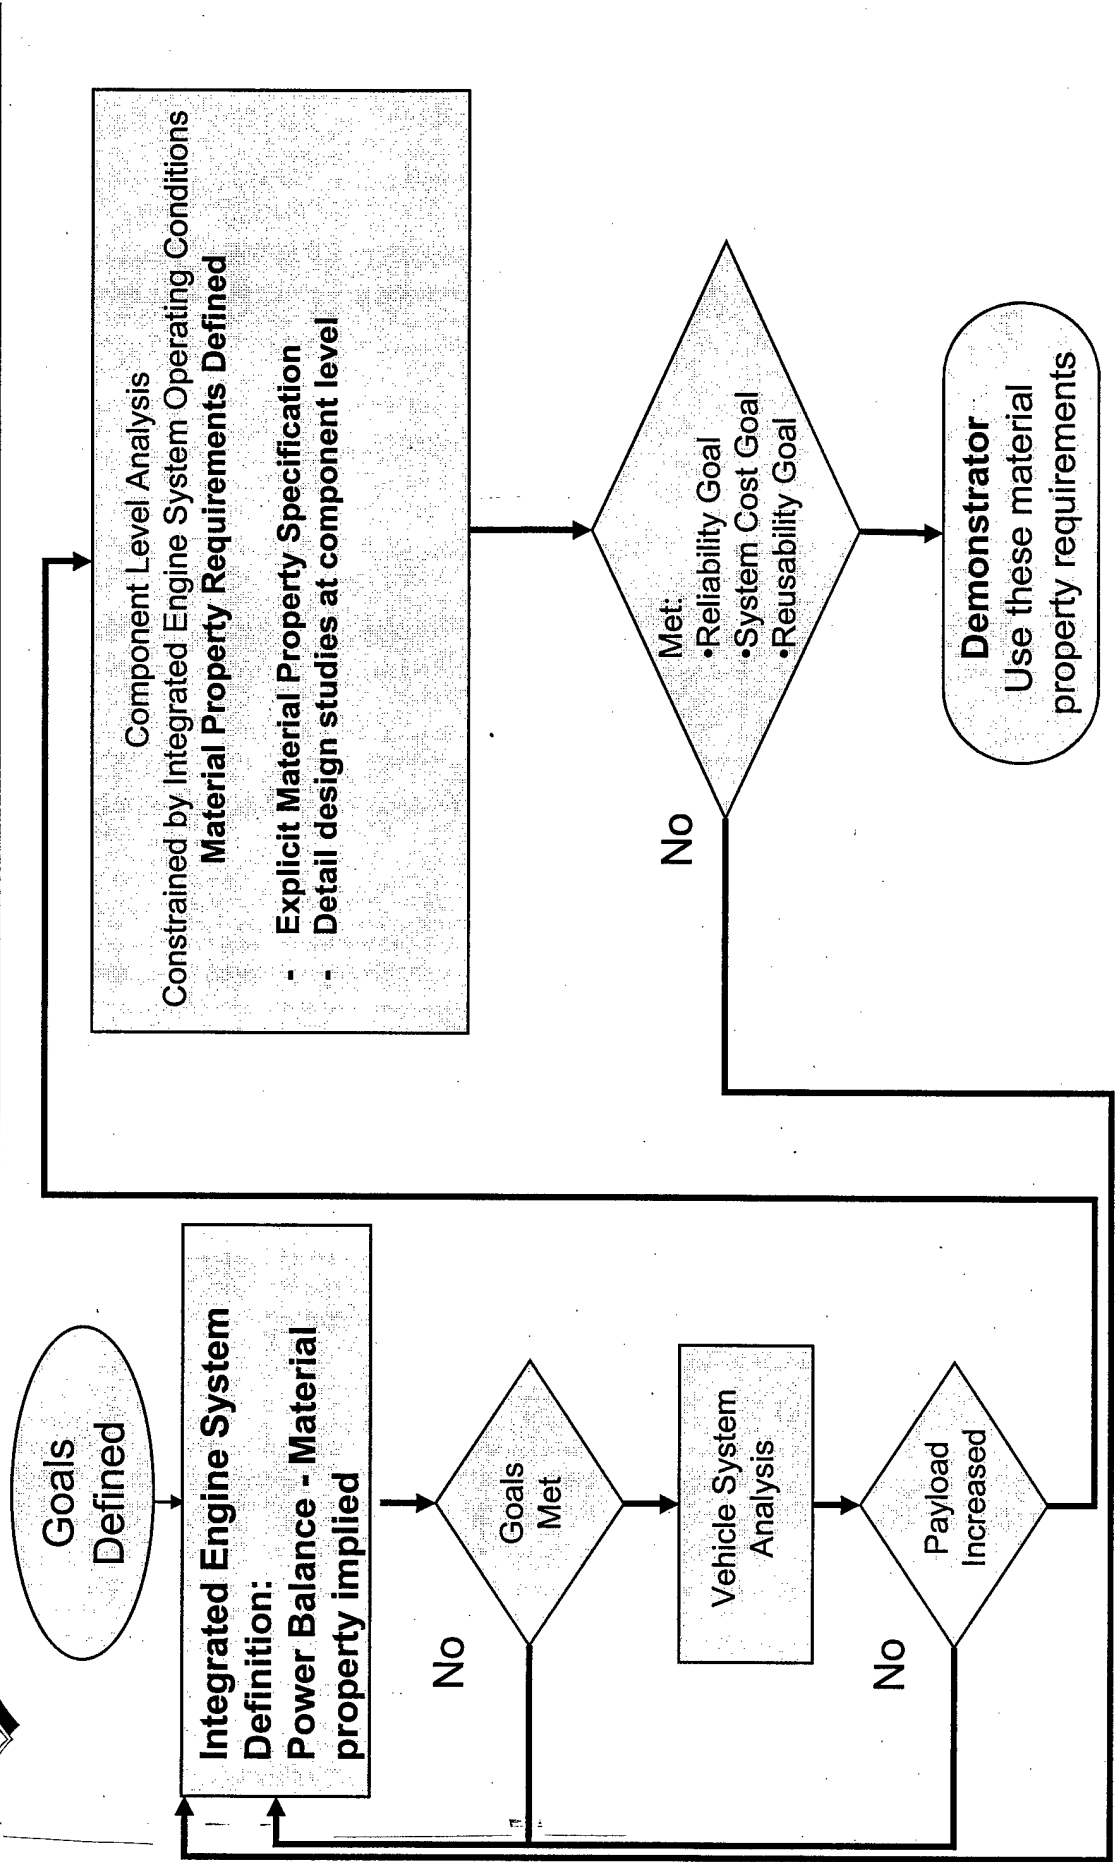 Goals
Defined
Integrated Engine System
Definition:
Power Balance - Material
property implied
No
Goals
Met
Vehicle System
Analysis
No
Payload
Increased
Component Level Analysis
Constrained by Integrated Engine System Operating Conditions
Material Property Requirements Defined
- Explicit Material Property Specification
- Detail design studies at component level
No
Met:
•Reliability Goal
•System Cost Goal
•Reusability Goal
Demonstrator
Use these material
property requirements